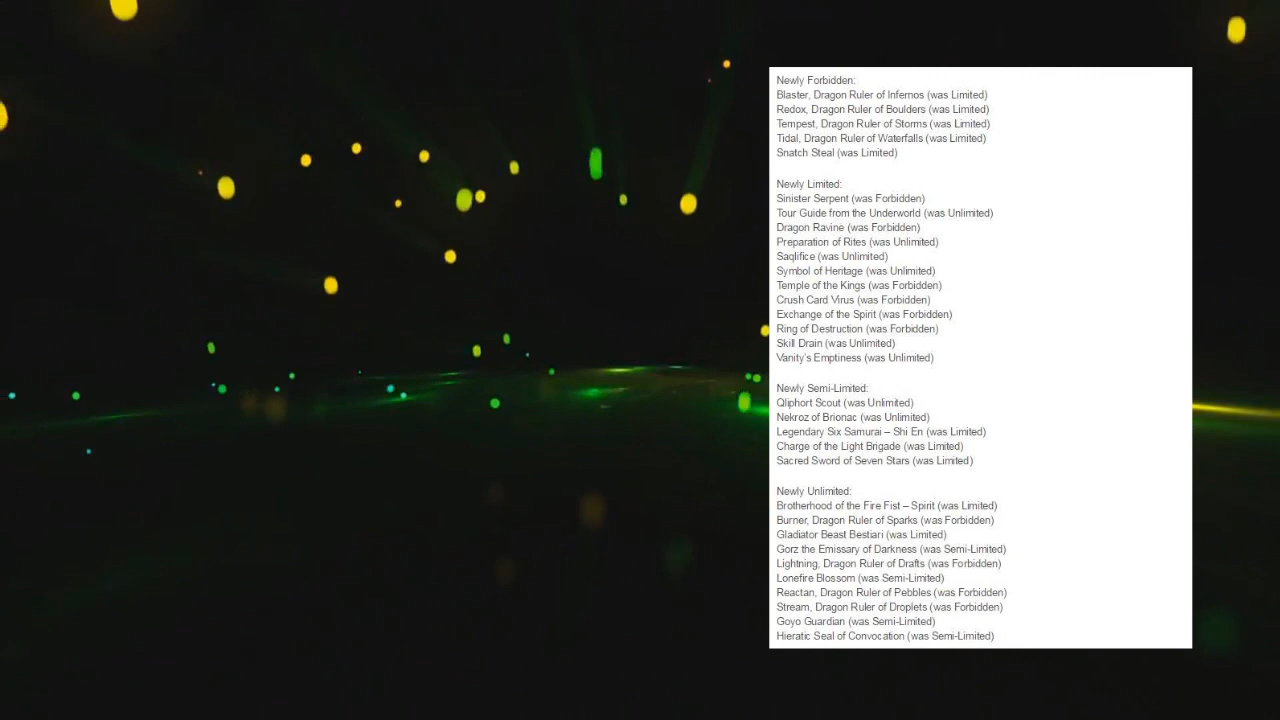 Newly Forbidden:
Blaster, Dragon Ruler of Infernos (was Limited)
Redox, Dragon Ruler of Boulders (was Limited)
Tempest, Dragon Ruler of Storms (was Limited)
Tidal, Dragon Ruler of Waterfalls (was Limited)
Snatch Steal (was Limited)
Newly Limited:
Sinister Serpent (was Forbidden)
Tour Guide from the Underworld (was Unlimited)
Dragon Ravine (was Forbidden)
Preparation of Rites (was Unlimited)
Saqlifice (was Unlimited)
Symbol of Heritage (was Unlimited)
Temple of the Kings (was Forbidden)
Crush Card Virus (was Forbidden)
Exchange of the Spirit (was Forbidden)
Ring of Destruction (was Forbidden)
Skill Drain (was Unlimited)
Vanity's Emptiness (was Unlimited)
Newly Semi-Limited:
Qliphort Scout (was Unlimited)
Nekroz of Brionac (was Unlimited)
Legendary Six Samurai – Shi En (was Limited)
Charge of the Light Brigade (was Limited)
Sacred Sword of Seven Stars (was Limited)
Newly Unlimited:
Brotherhood of the Fire Fist – Spirit (was Limited)
Burner, Dragon Ruler of Sparks (was Forbidden)
Gladiator Beast Bestiari (was Limited)
Gorz the Emissary of Darkness (was Semi-Limited)
Lightning, Dragon Ruler of Drafts (was Forbidden)
Lonefire Blossom (was Semi-Limited)
Reactan, Dragon Ruler of Pebbles (was Forbidden)
Stream, Dragon Ruler of Droplets (was Forbidden)
Goyo Guardian (was Semi-Limited)
Hieratic Seal of Convocation (was Semi-Limited)